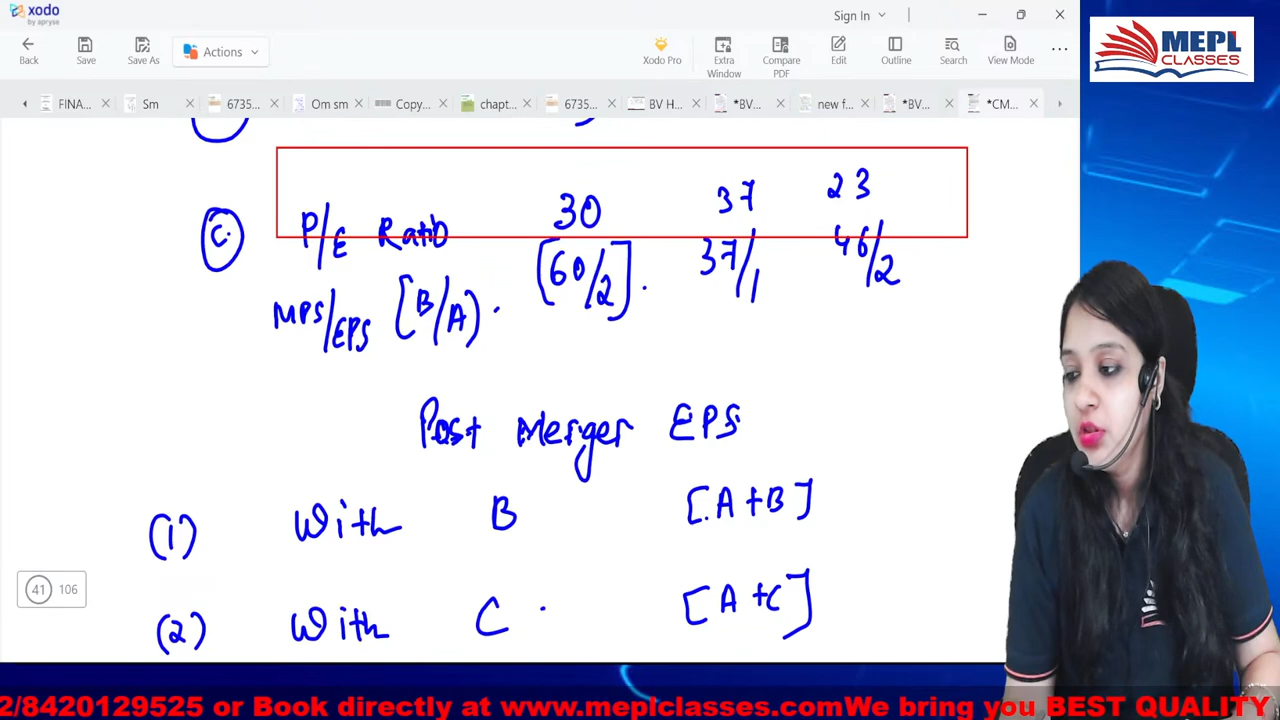 xodo
by apryse
Sign In
Back
Save
Save As
Actions
Xodo Pro
Extra Window
Compare PDF
Edit
Outline
Search
View Mode
MEPL
CLASSES
FINA...
Sm
6735...
Om sm
Copy...
chapt...
6735...
BV H...
*BV...
new f...
*BV...
*CM...
C. P/E Ratio 30 37 23
MPS/EPS [B/A]. [60/2]. 37/1 46/2
Post Merger EPS
(1) With B [A+B]
(2) With C [A+C]
41 106
2/8420129525 or Book directly at www.meplclasses.comWe bring you BEST QUALITY